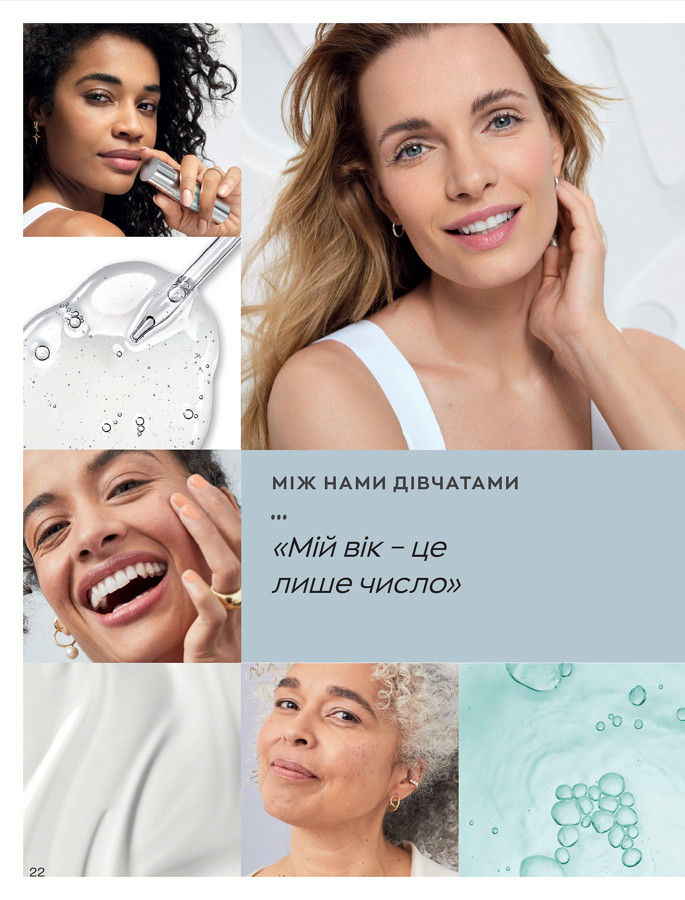 МІЖ НАМИ ДІВЧАТАМИ
...
«Мій вік – це
лише число»
22